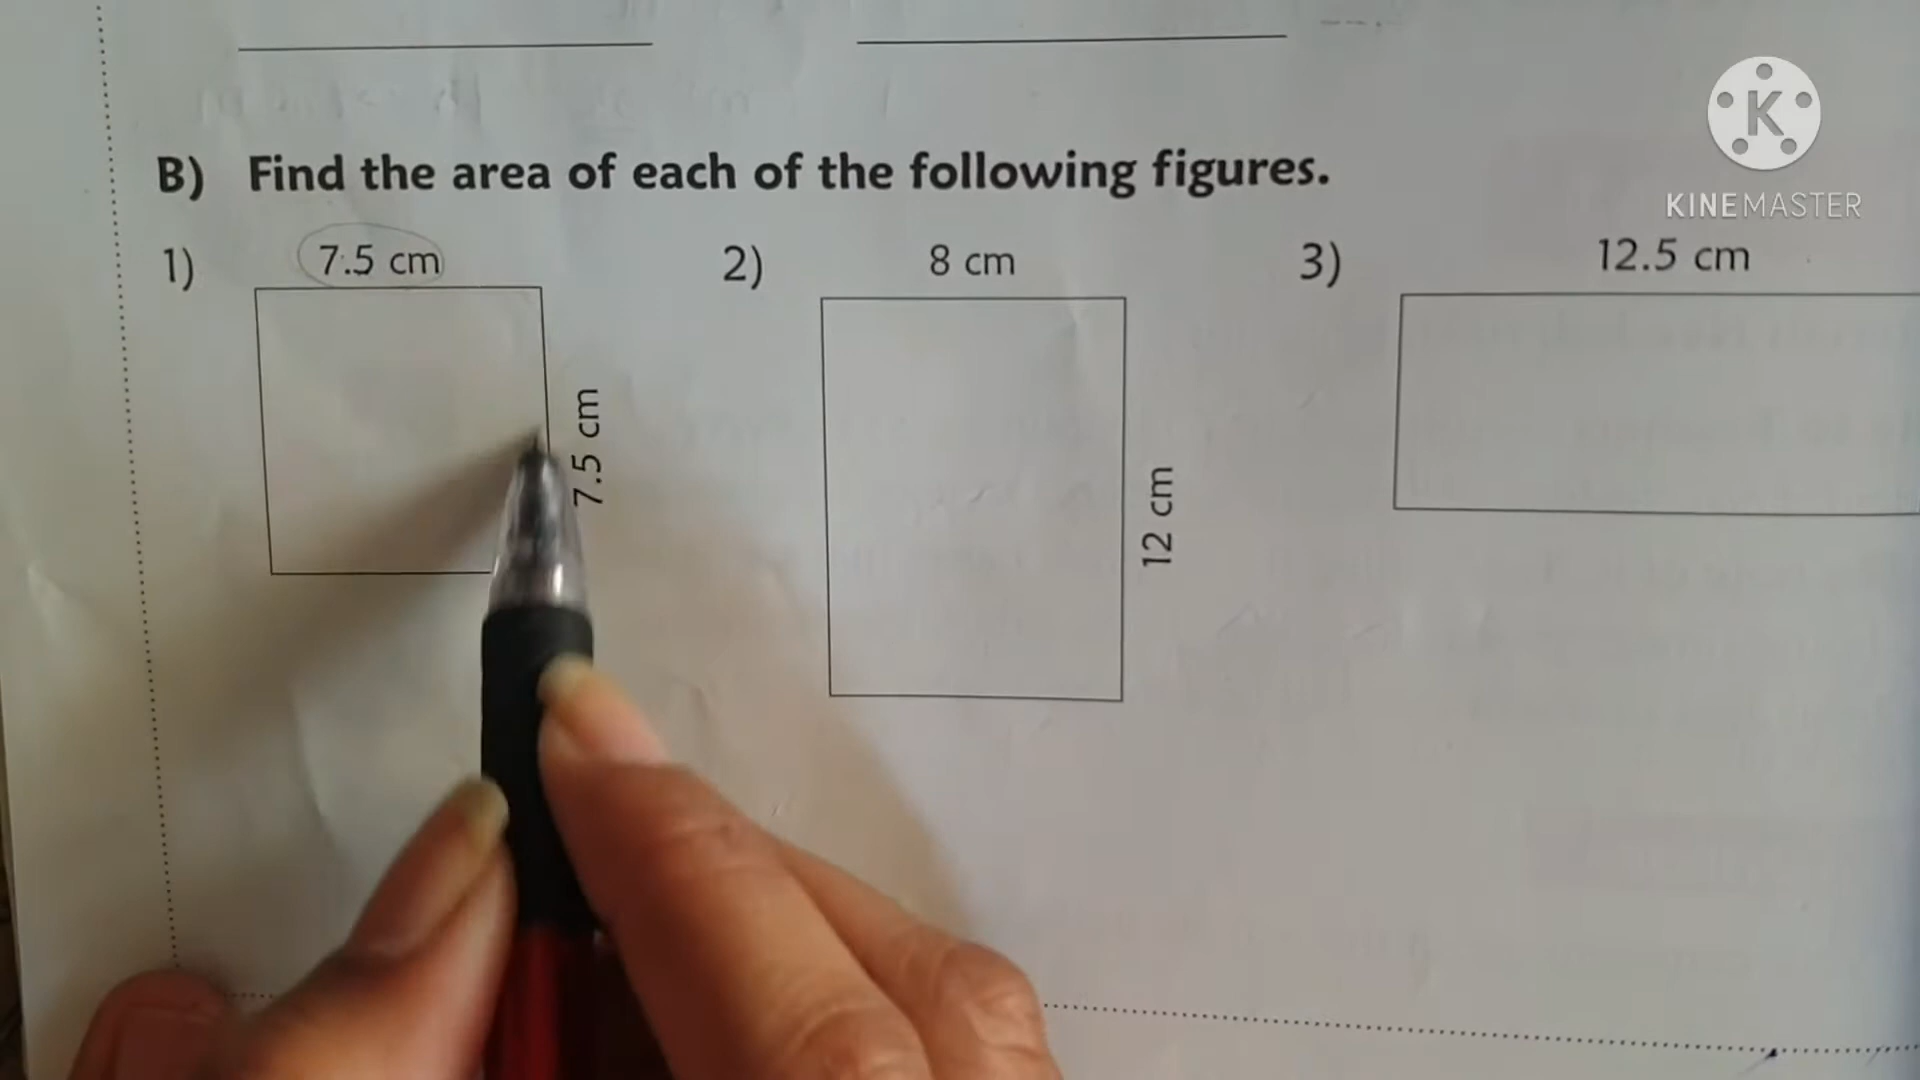 K
KINEMASTER
B) Find the area of each of the following figures.
1) 7.5 cm
7.5 cm
2) 8 cm
12 cm
3) 12.5 cm